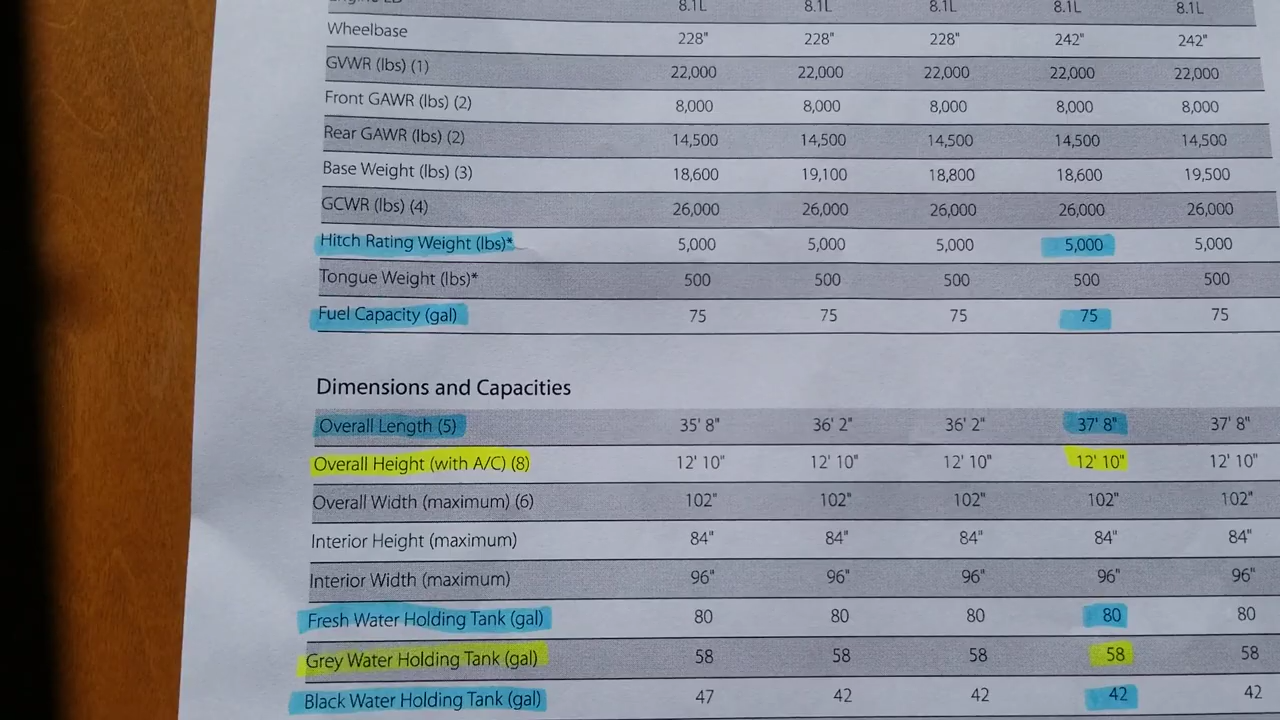 8.1L 8.1L 8.1L 8.1L 8.1L
Wheelbase 228" 228" 228" 242" 242"
GVWR (lbs) (1) 22,000 22,000 22,000 22,000 22,000
Front GAWR (lbs) (2) 8,000 8,000 8,000 8,000 8,000
Rear GAWR (lbs) (2) 14,500 14,500 14,500 14,500 14,500
Base Weight (lbs) (3) 18,600 19,100 18,800 18,600 19,500
GCWR (lbs) (4) 26,000 26,000 26,000 26,000 26,000
Hitch Rating Weight (lbs)* 5,000 5,000 5,000 5,000 5,000
Tongue Weight (lbs)* 500 500 500 500 500
Fuel Capacity (gal) 75 75 75 75 75
Dimensions and Capacities
Overall Length (5) 35' 8" 36' 2" 36' 2" 37' 8" 37' 8"
Overall Height (with A/C) (8) 12' 10" 12' 10" 12' 10" 12' 10" 12' 10"
Overall Width (maximum) (6) 102" 102" 102" 102" 102"
Interior Height (maximum) 84" 84" 84" 84" 84"
Interior Width (maximum) 96" 96" 96" 96" 96"
Fresh Water Holding Tank (gal) 80 80 80 80 80
Grey Water Holding Tank (gal) 58 58 58 58 58
Black Water Holding Tank (gal) 47 42 42 42 42